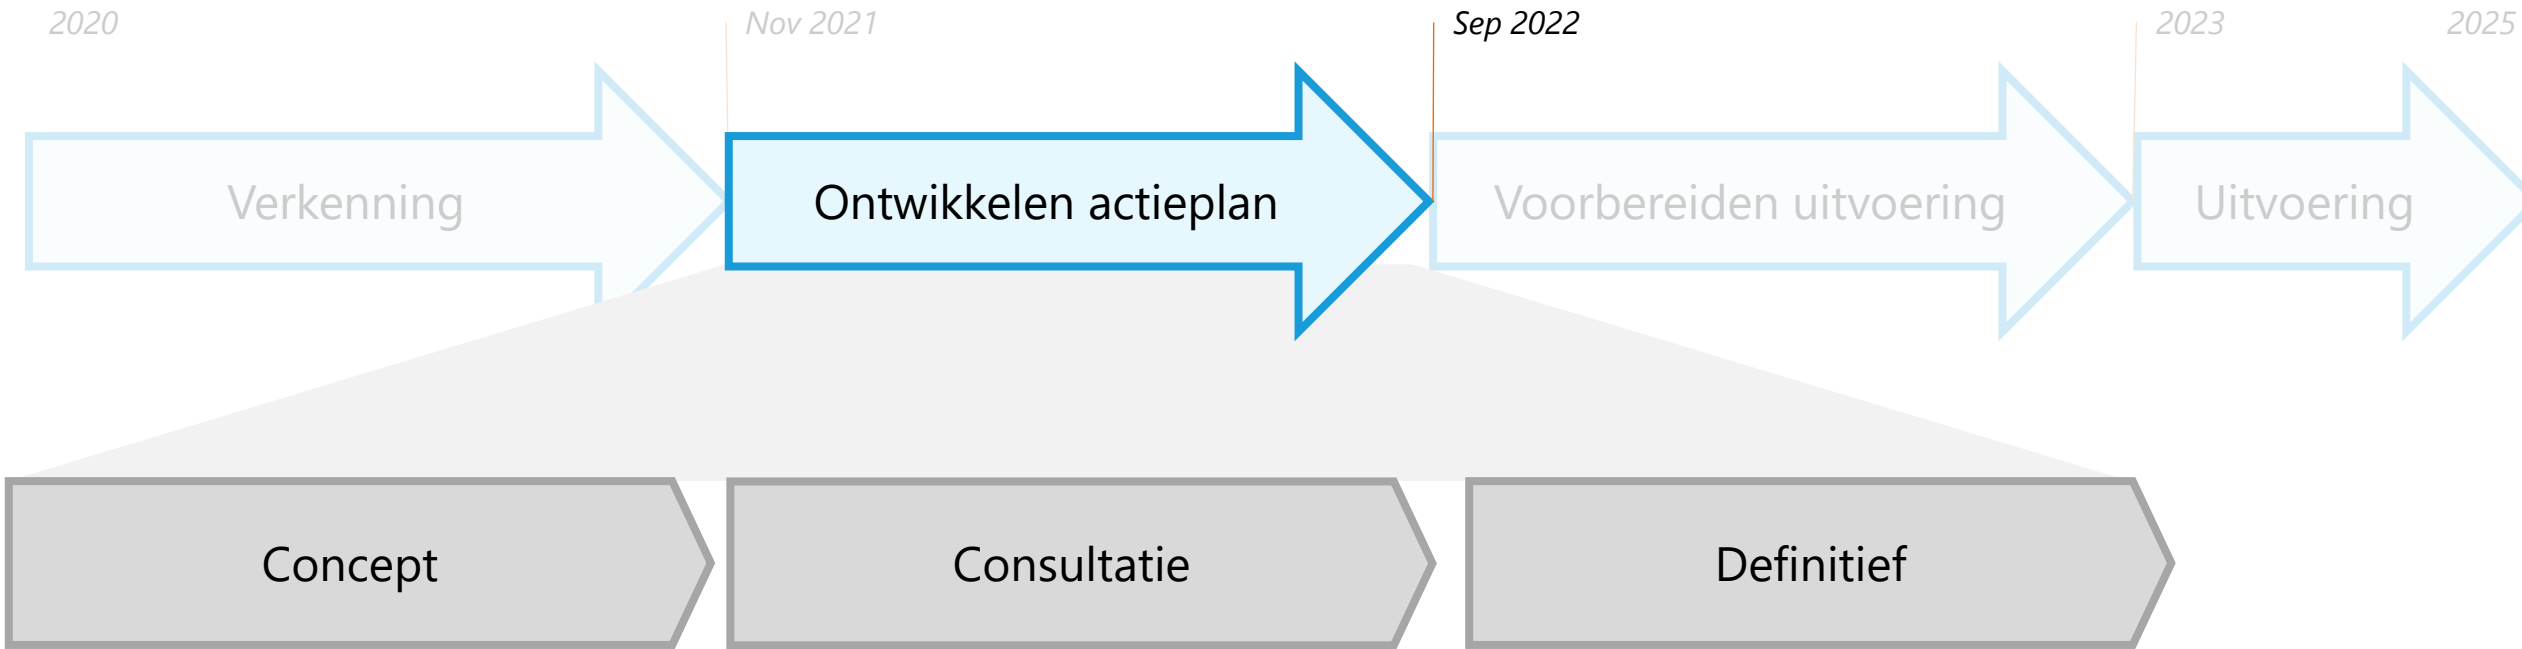 2020
Nov 2021
Sep 2022
2023
2025
Verkenning
Ontwikkelen actieplan
Voorbereiden uitvoering
Uitvoering
Concept
Consultatie
Definitief